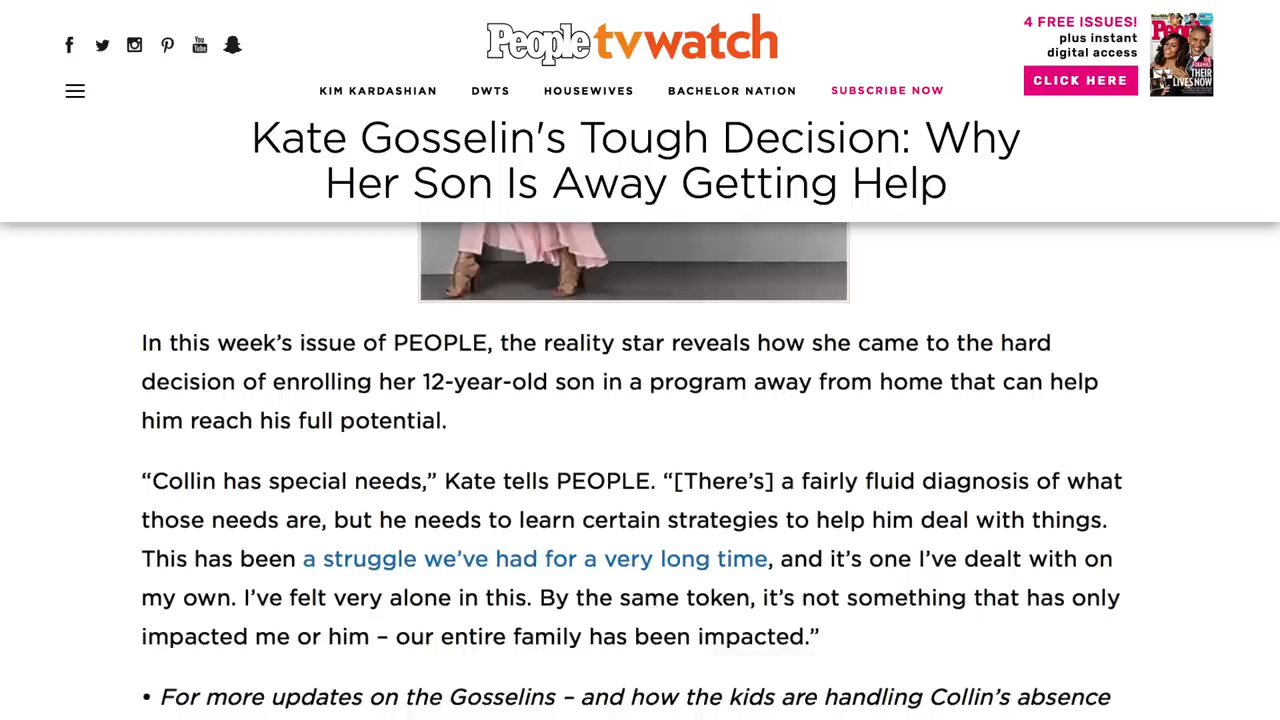 People tvwatch
4 FREE ISSUES!
plus instant
digital access
CLICK HERE
People
THEIR
LIVES NOW
KIM KARDASHIAN DWTS HOUSEWIVES BACHELOR NATION SUBSCRIBE NOW
Kate Gosselin's Tough Decision: Why
Her Son Is Away Getting Help
In this week’s issue of PEOPLE, the reality star reveals how she came to the hard
decision of enrolling her 12-year-old son in a program away from home that can help
him reach his full potential.
“Collin has special needs,” Kate tells PEOPLE. “[There’s] a fairly fluid diagnosis of what
those needs are, but he needs to learn certain strategies to help him deal with things.
This has been a struggle we’ve had for a very long time, and it’s one I’ve dealt with on
my own. I’ve felt very alone in this. By the same token, it’s not something that has only
impacted me or him – our entire family has been impacted.”
• For more updates on the Gosselins – and how the kids are handling Collin’s absence